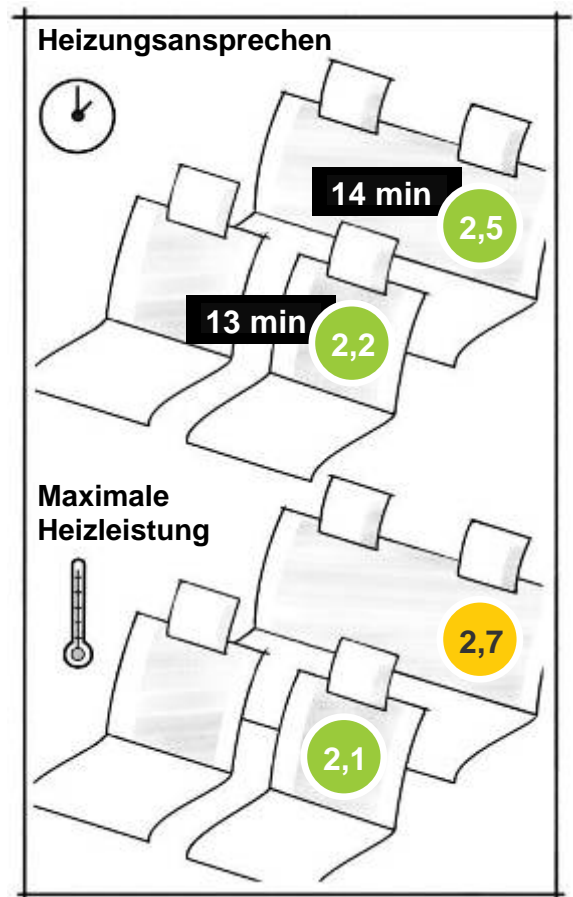 Heizungsansprechen
14 min
2,5
13 min
2,2
Maximale
Heizleistung
2,7
2,1